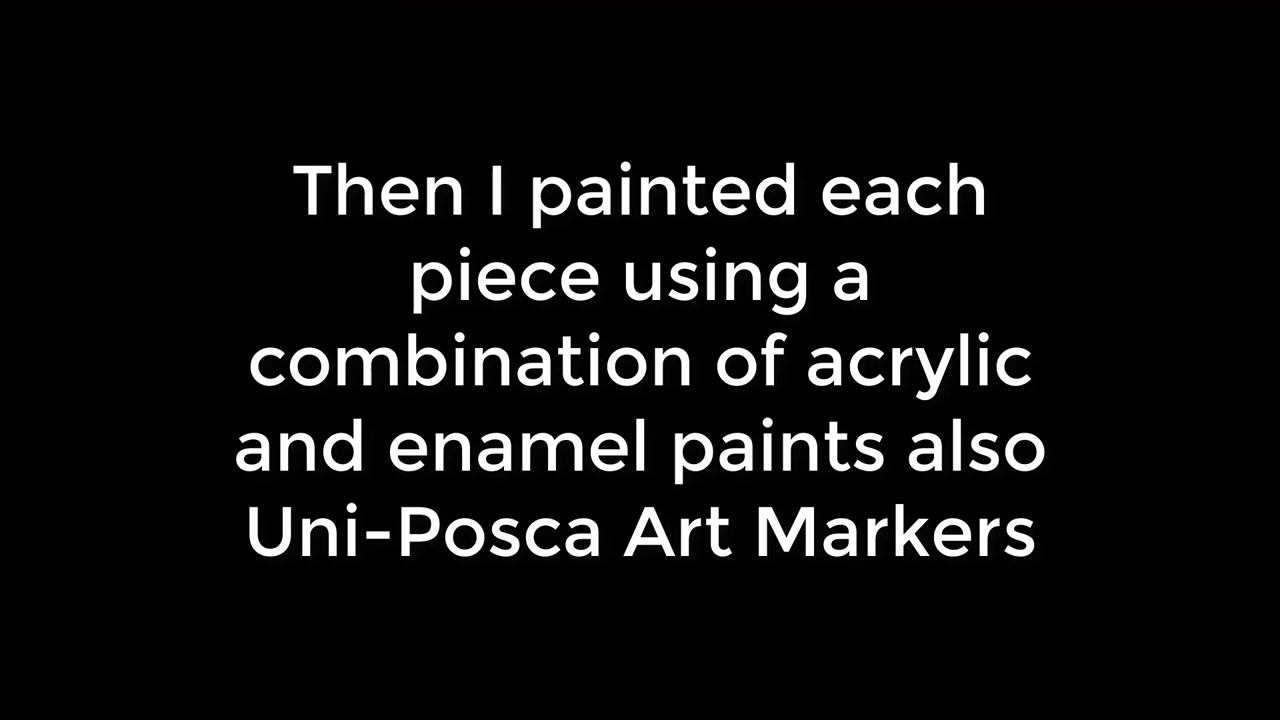 Then I painted each
piece using a
combination of acrylic
and enamel paints also
Uni-Posca Art Markers